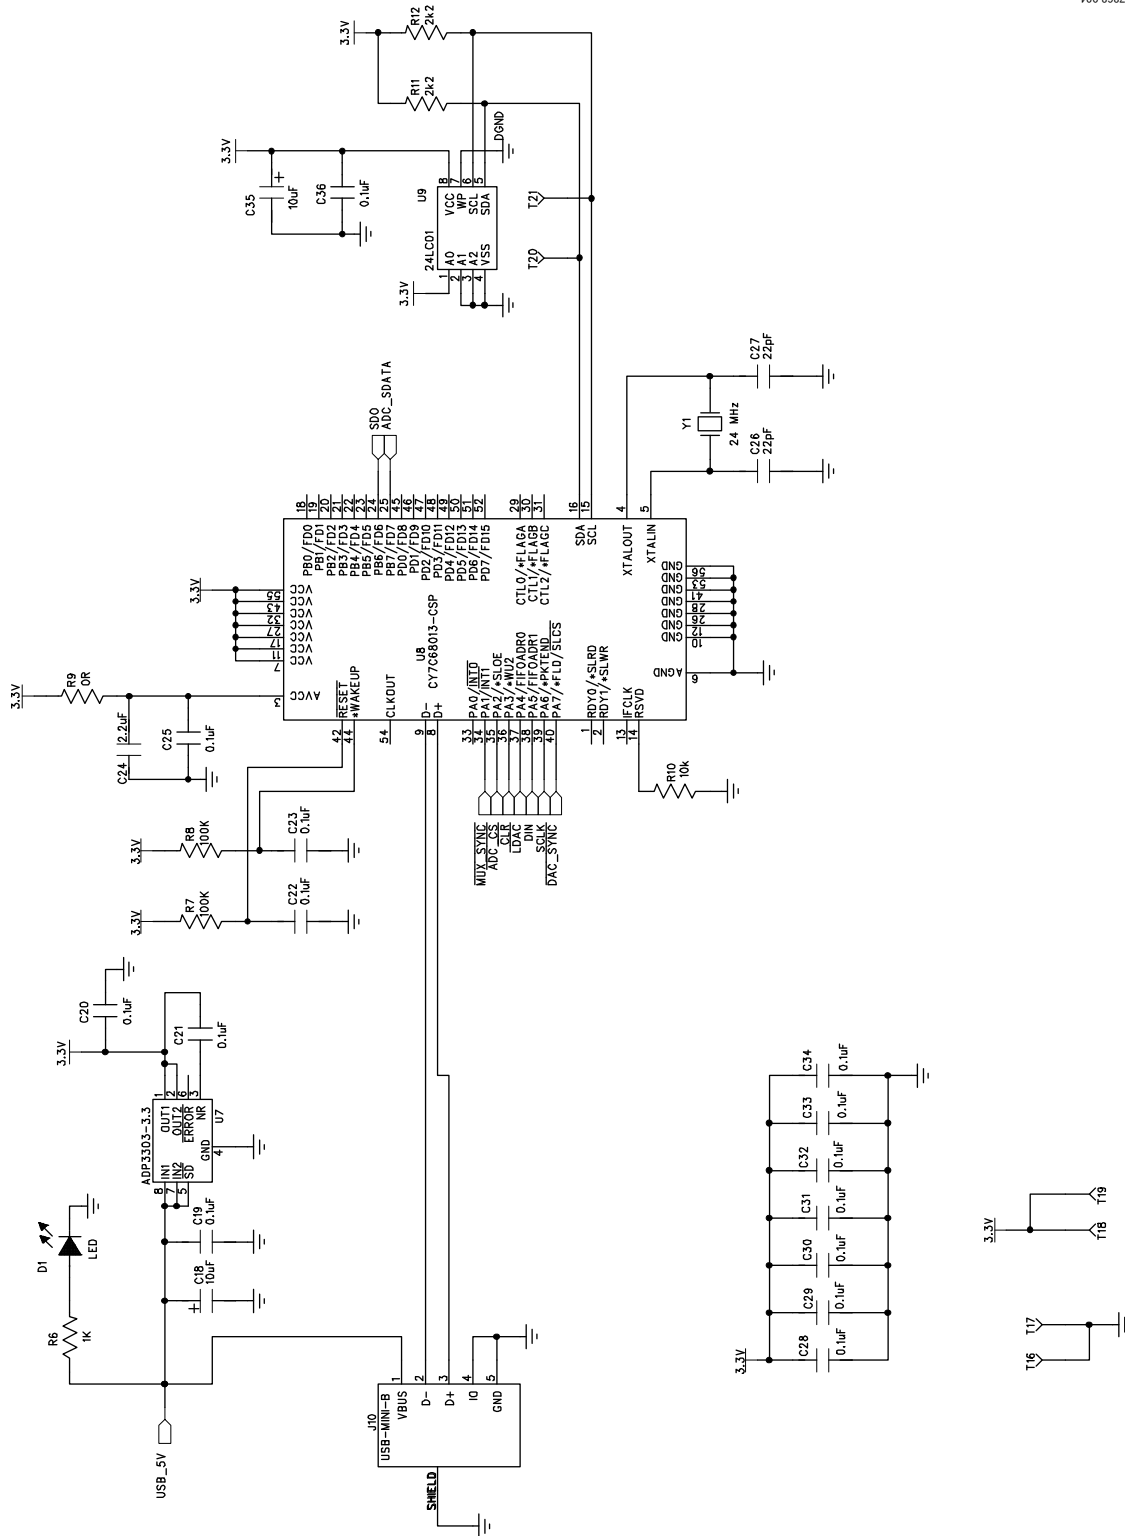 R12
2k2
3.3V
R11
2k2
DGND
3.3V
C35
10uF
+
C36
0.1uF
U9
8 VCC
7 WP
6 SCL
5 SDA
24LC01
1 A0
2 A1
3 A2
4 VSS
3.3V
T21
T20
SDO
ADC_SDATA
C27
22pF
Y1
24 MHz
C26
22pF
18 PB0/FD0
19 PB1/FD1
20 PB2/FD2
21 PB3/FD3
22 PB4/FD4
23 PB5/FD5
24 PB6/FD6
25 PB7/FD7
45 PD0/FD8
46 PD1/FD9
47 PD2/FD10
48 PD3/FD11
49 PD4/FD12
50 PD5/FD13
51 PD6/FD14
52 PD7/FD15
29 CTL0/*FLAGA
30 CTL1/*FLAGB
31 CTL2/*FLAGC
16 SDA
15 SCL
4 XTALOUT
5 XTALIN
3.3V
55 VCC
43 VCC
32 VCC
27 VCC
17 VCC
11 VCC
7 VCC
3 AVCC
U8
CY7C68013-CSP
GND 56
GND 53
GND 41
GND 28
GND 26
GND 12
GND 10
AGND 6
42 RESET
44 *WAKEUP
54 CLKOUT
9 D-
8 D+
33 PA0/INT0
34 PA1/INT1
35 PA2/*SLOE
36 PA3/*WU2
37 PA4/FIFOADR0
38 PA5/FIFOADR1
39 PA6/*PKTEND
40 PA7/*FLD/SLCS
1 RDY0/*SLRD
2 RDY1/*SLWR
13 IFCLK
14 RSVD
3.3V
R9
0R
C24
2.2uF
C25
0.1uF
R10
10k
MUX_SYNC
ADC_CS
CLR
LDAC
DIN
SCLK
DAC_SYNC
3.3V
R8
100K
C23
0.1uF
3.3V
R7
100K
C22
0.1uF
C20
0.1uF
3.3V
C21
0.1uF
ADP3303-3.3
U7
1 OUT1
2 OUT2
6 ERROR
3 NR
GND
4
8 IN1
7 IN2
5 SD
D1
LED
C19
0.1uF
C18
10uF
+
R6
1K
USB_5V
J10
USB-MINI-B
VBUS 1
D- 2
D+ 3
IO 4
GND 5
SHIELD
3.3V
C34
0.1uF
C33
0.1uF
C32
0.1uF
C31
0.1uF
C30
0.1uF
C29
0.1uF
C28
0.1uF
3.3V
T19
T18
T17
T16